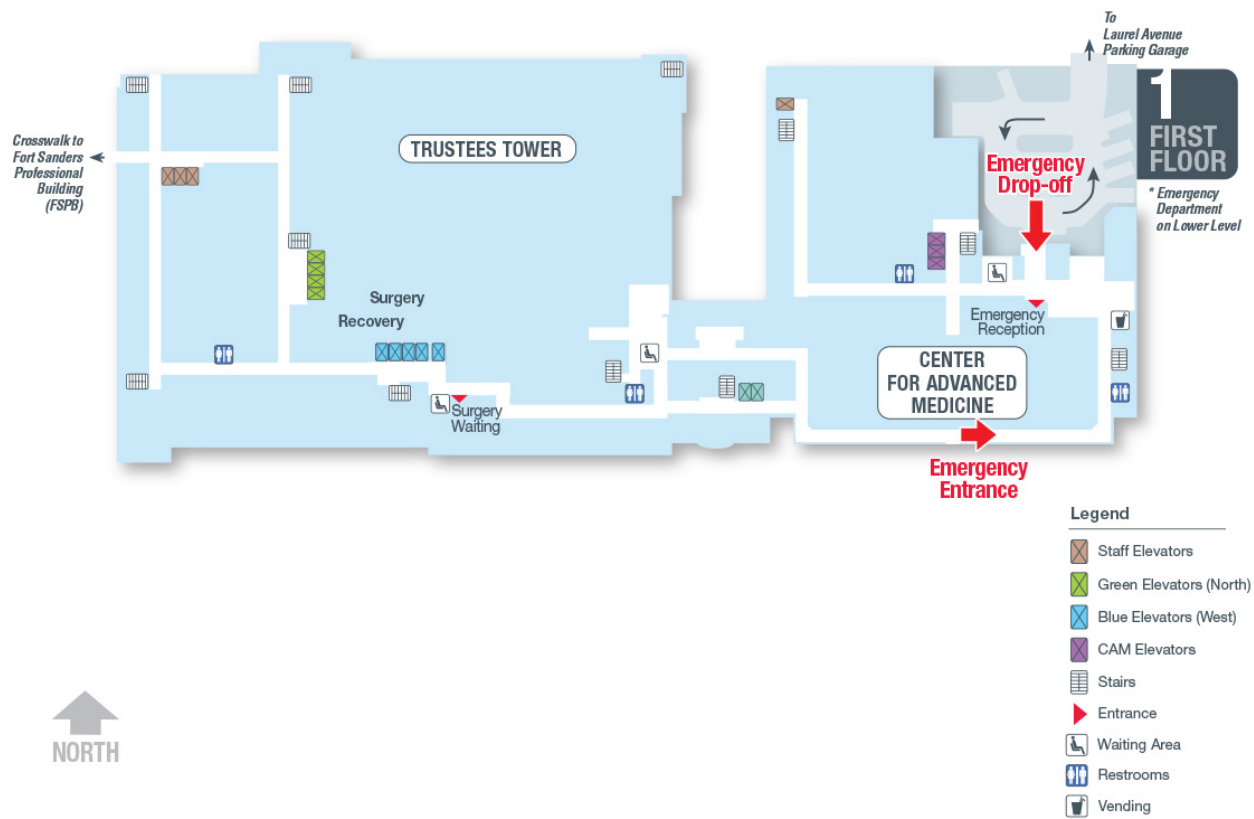 To
Laurel Avenue
Parking Garage
1
FIRST
FLOOR
* Emergency
Department
on Lower Level
Crosswalk to
Fort Sanders
Professional
Building
(FSPB)
TRUSTEES TOWER
Emergency
Drop-off
Surgery
Recovery
Surgery
Waiting
Emergency
Reception
CENTER
FOR ADVANCED
MEDICINE
Emergency
Entrance
Legend
Staff Elevators
Green Elevators (North)
Blue Elevators (West)
CAM Elevators
Stairs
Entrance
Waiting Area
Restrooms
Vending
NORTH